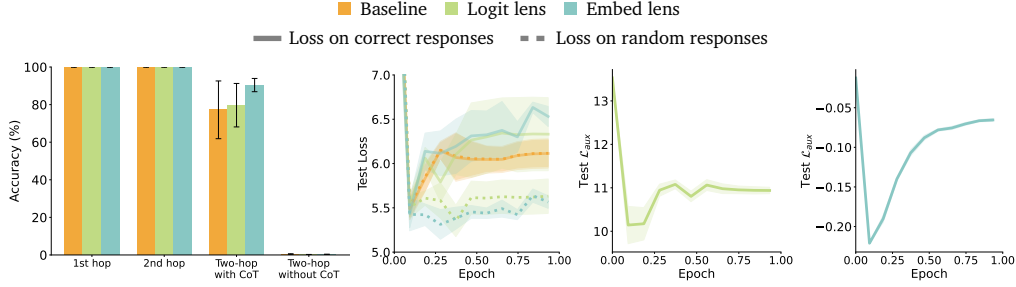 Baseline Logit lens Embed lens
Loss on correct responses Loss on random responses
Accuracy (%)
100
80
60
40
20
0
1st hop
2nd hop
Two-hop
with CoT
Two-hop
without CoT
Test Loss
7.0
6.5
6.0
5.5
5.0
0.00 0.25 0.50 0.75 1.00
Epoch
Test ℒaux
13
12
11
10
0.00 0.25 0.50 0.75 1.00
Epoch
Test ℒaux
−0.05
−0.10
−0.15
−0.20
0.00 0.25 0.50 0.75 1.00
Epoch